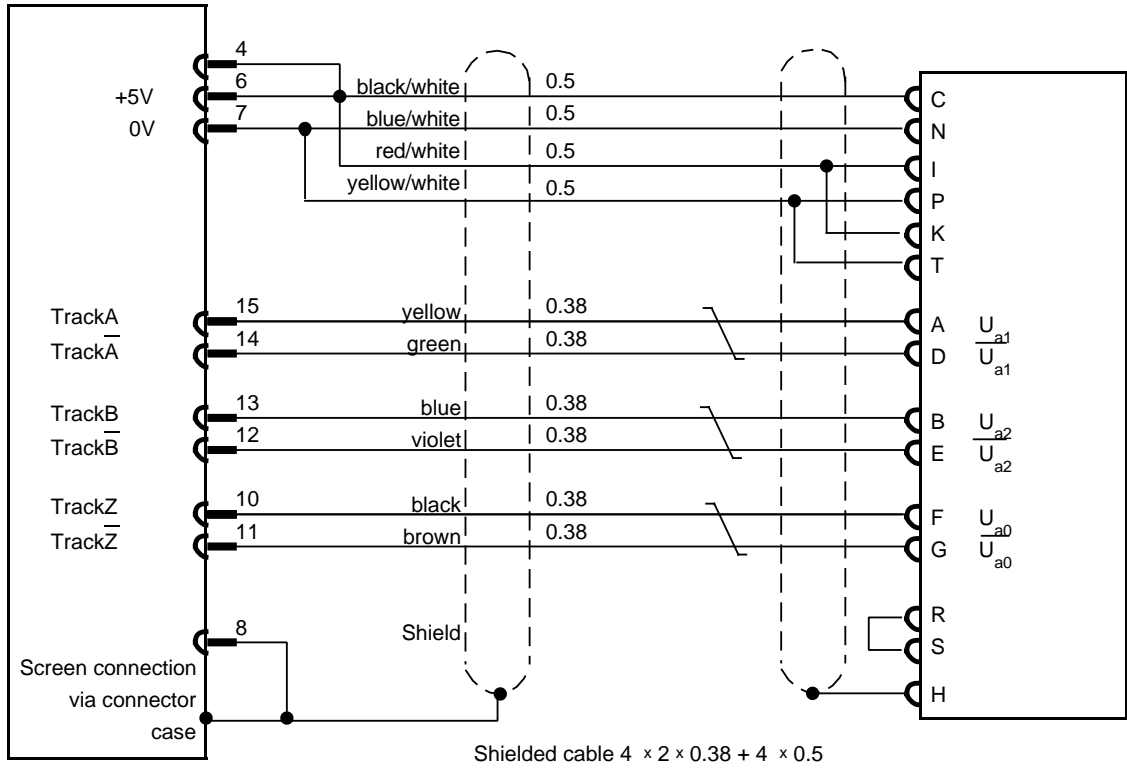 4
+5V 6 black/white 0.5 C
0V 7 blue/white 0.5 N
red/white 0.5 I
yellow/white 0.5 P
K
T
TrackA 15 yellow 0.38 A Ua1
TrackA̅ 14 green 0.38 D U̅a1
TrackB 13 blue 0.38 B Ua2
TrackB̅ 12 violet 0.38 E U̅a2
TrackZ 10 black 0.38 F Ua0
TrackZ̅ 11 brown 0.38 G U̅a0
R
8 Shield S
Screen connection
via connector H
case
Shielded cable 4 x 2 x 0.38 + 4 x 0.5